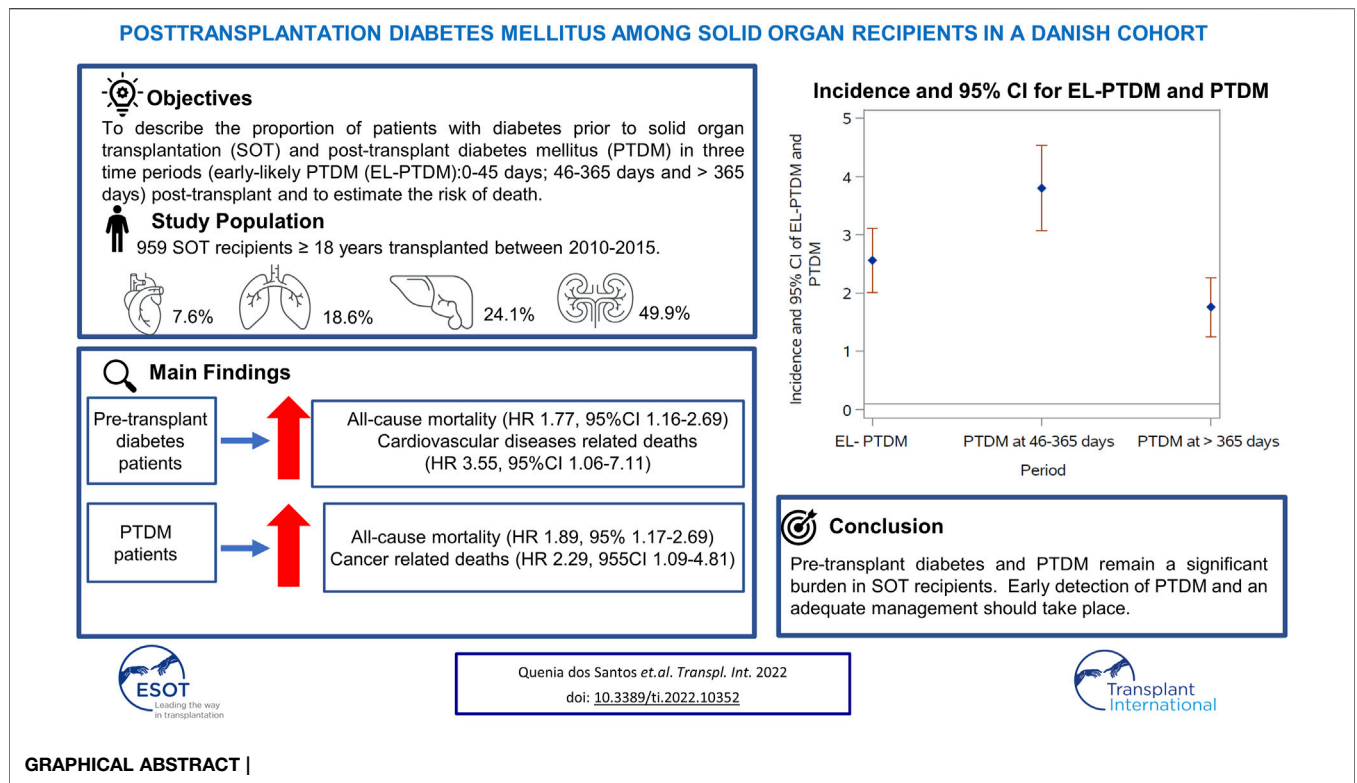 POSTTRANSPLANTATION DIABETES MELLITUS AMONG SOLID ORGAN RECIPIENTS IN A DANISH COHORT
Objectives
To describe the proportion of patients with diabetes prior to solid organ
transplantation (SOT) and post-transplant diabetes mellitus (PTDM) in three
time periods (early-likely PTDM (EL-PTDM):0-45 days; 46-365 days and > 365
days) post-transplant and to estimate the risk of death.
Study Population
959 SOT recipients ≥ 18 years transplanted between 2010-2015.
7.6%
18.6%
24.1%
49.9%
Main Findings
Pre-transplant
diabetes
patients
All-cause mortality (HR 1.77, 95%CI 1.16-2.69)
Cardiovascular diseases related deaths
(HR 3.55, 95%CI 1.06-7.11)
PTDM
patients
All-cause mortality (HR 1.89, 95% 1.17-2.69)
Cancer related deaths (HR 2.29, 955CI 1.09-4.81)
Incidence and 95% CI for EL-PTDM and PTDM
Incidence and 95% CI of EL-PTDM and
PTDM
5
4
3
2
1
0
EL- PTDM
PTDM at 46-365 days
PTDM at > 365 days
Period
Conclusion
Pre-transplant diabetes and PTDM remain a significant
burden in SOT recipients. Early detection of PTDM and an
adequate management should take place.
ESOT
Leading the way
in transplantation
Quenia dos Santos et.al. Transpl. Int. 2022
doi: 10.3389/ti.2022.10352
Transplant
International
GRAPHICAL ABSTRACT |